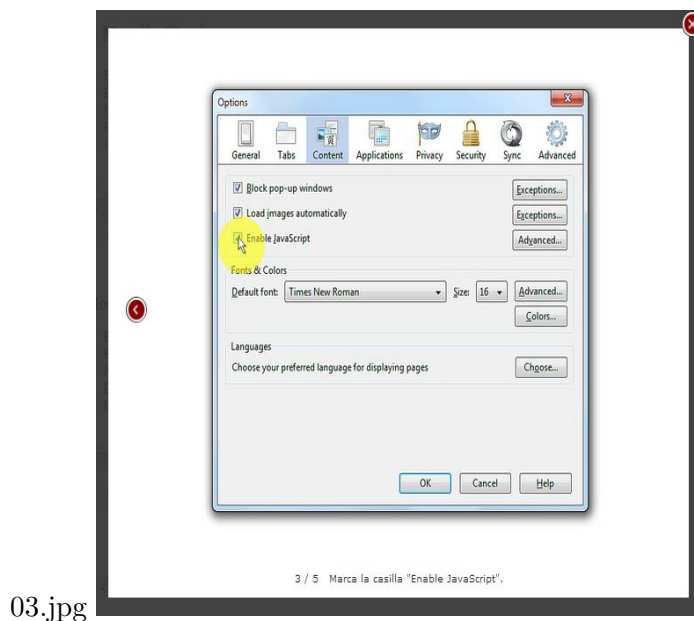 Options
General Tabs Content Applications Privacy Security Sync Advanced
Block pop-up windows Exceptions...
Load images automatically Exceptions...
Enable JavaScript Advanced...
Fonts & Colors
Default font: Times New Roman Size: 16 Advanced...
Colors...
Languages
Choose your preferred language for displaying pages Choose...
OK Cancel Help
3 / 5 Marca la casilla "Enable JavaScript".
03.jpg